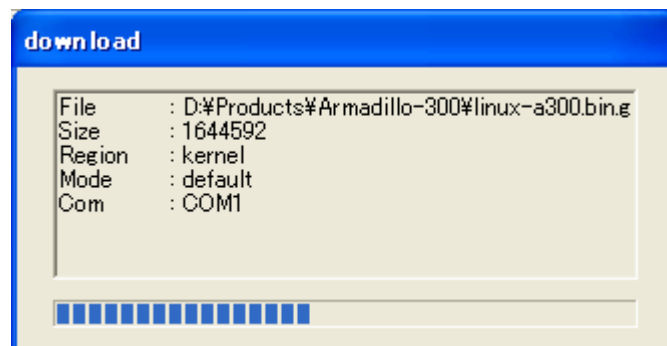 download
File : D:¥Products¥Armadillo-300¥linux-a300.bin.g
Size : 1644592
Region : kernel
Mode : default
Com : COM1